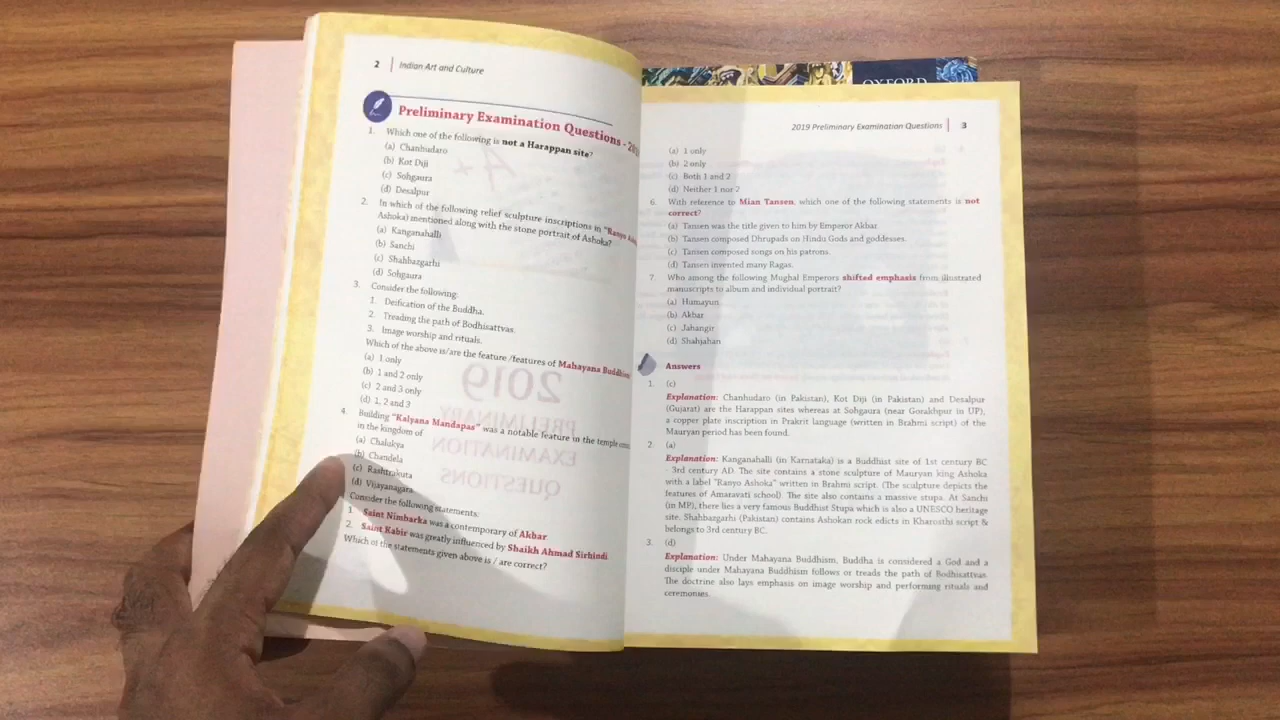 2 | Indian Art and Culture
Preliminary Examination Questions - 201
1. Which one of the following is not a Harappan site?
(a) Chanhudaro
(b) Kot Diji
(c) Sohgaura
(d) Desalpur
2. In which of the following relief sculpture inscriptions in "Ranyo
Ashoka) mentioned along with the stone portrait of Ashoka?
(a) Kanganahalli
(b) Sanchi
(c) Shahbazgarhi
(d) Sohgaura
3. Consider the following:
1. Deification of the Buddha.
2. Treading the path of Bodhisattvas.
3. Image worship and rituals.
Which of the above is/are the feature /features of Mahayana Buddhism
(a) 1 only
(b) 1 and 2 only
(c) 2 and 3 only
(d) 1, 2 and 3
4. Building "Kalyana Mandapas" was a notable feature in the temple
in the kingdom of
(a) Chalukya
(b) Chandela
(c) Rashtrakuta
(d) Vijayanagara
Consider the following statements:
1. Saint Nimbarka was a contemporary of Akbar
2. Saint Kabir was greatly influenced by Shaikh Ahmad Sirhindi
Which of the statements given above is / are correct?
OXFORD
2019 Preliminary Examination Questions | 3
(a) 1 only
(b) 2 only
(c) Both 1 and 2
(d) Neither 1 nor 2
6. With reference to Mian Tansen, which one of the following statements is not
correct?
(a) Tansen was the title given to him by Emperor Akbar.
(b) Tansen composed Dhrupads on Hindu Gods and goddesses.
(c) Tansen composed songs on his patrons.
(d) Tansen invented many Ragas.
7. Who among the following Mughal Emperors shifted emphasis from illustrated
manuscripts to album and individual portrait?
(a) Humayun
(b) Akbar
(c) Jahangir
(d) Shahjahan
Answers
1. (c)
Explanation: Chanhudaro (in Pakistan), Kot Diji (in Pakistan) and Desalpur
(Gujarat) are the Harappan sites whereas at Sohgaura (near Gorakhpur in UP),
a copper plate inscription in Prakrit language (written in Brahmi script) of the
Mauryan period has been found.
2. (a)
Explanation: Kanganahalli (in Karnataka) is a Buddhist site of 1st century BC
- 3rd century AD. The site contains a stone sculpture of Mauryan king Ashoka
with a label "Ranyo Ashoka" written in Brahmi script. (The sculpture depicts the
features of Amaravati school) The site also contains a massive stupa. At Sanchi
(in MP), there lies a very famous Buddhist Stupa which is also a UNESCO heritage
site. Shahbazgarhi (Pakistan) contains Ashokan rock edicts in Kharosthi script &
belongs to 3rd century BC.
3. (d)
Explanation: Under Mahayana Buddhism, Buddha is considered a God and a
disciple under Mahayana Buddhism follows or treads the path of Bodhisattvas.
The doctrine also lays emphasis on image worship and performing rituals and
ceremonies.